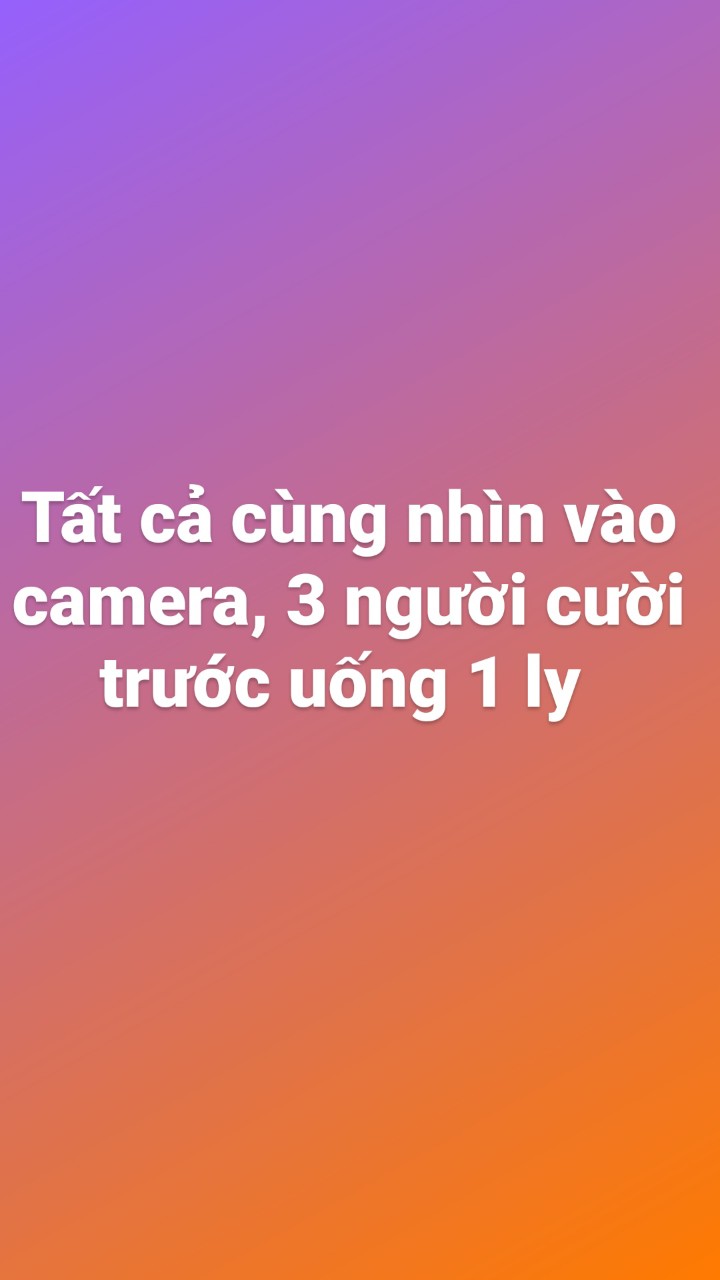 Tất cả cùng nhìn vào
camera, 3 người cười
trước uống 1 ly